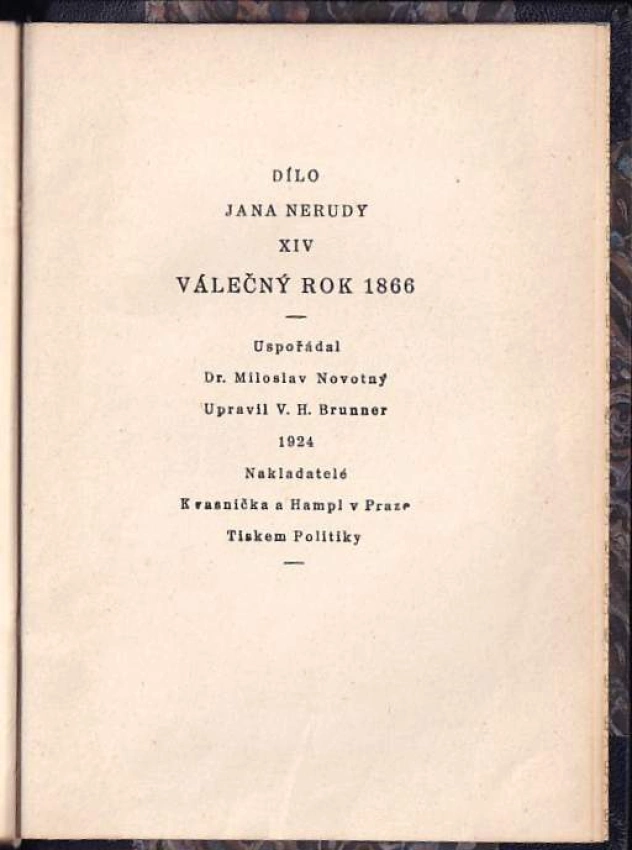 DÍLO
JANA NERUDY
XIV
VÁLEČNÝ ROK 1866
Uspořádal
Dr. Miloslav Novotný
Upravil V. H. Brunner
1924
Nakladatelé
Kvasnička a Hampl v Praze
Tiskem Politiky